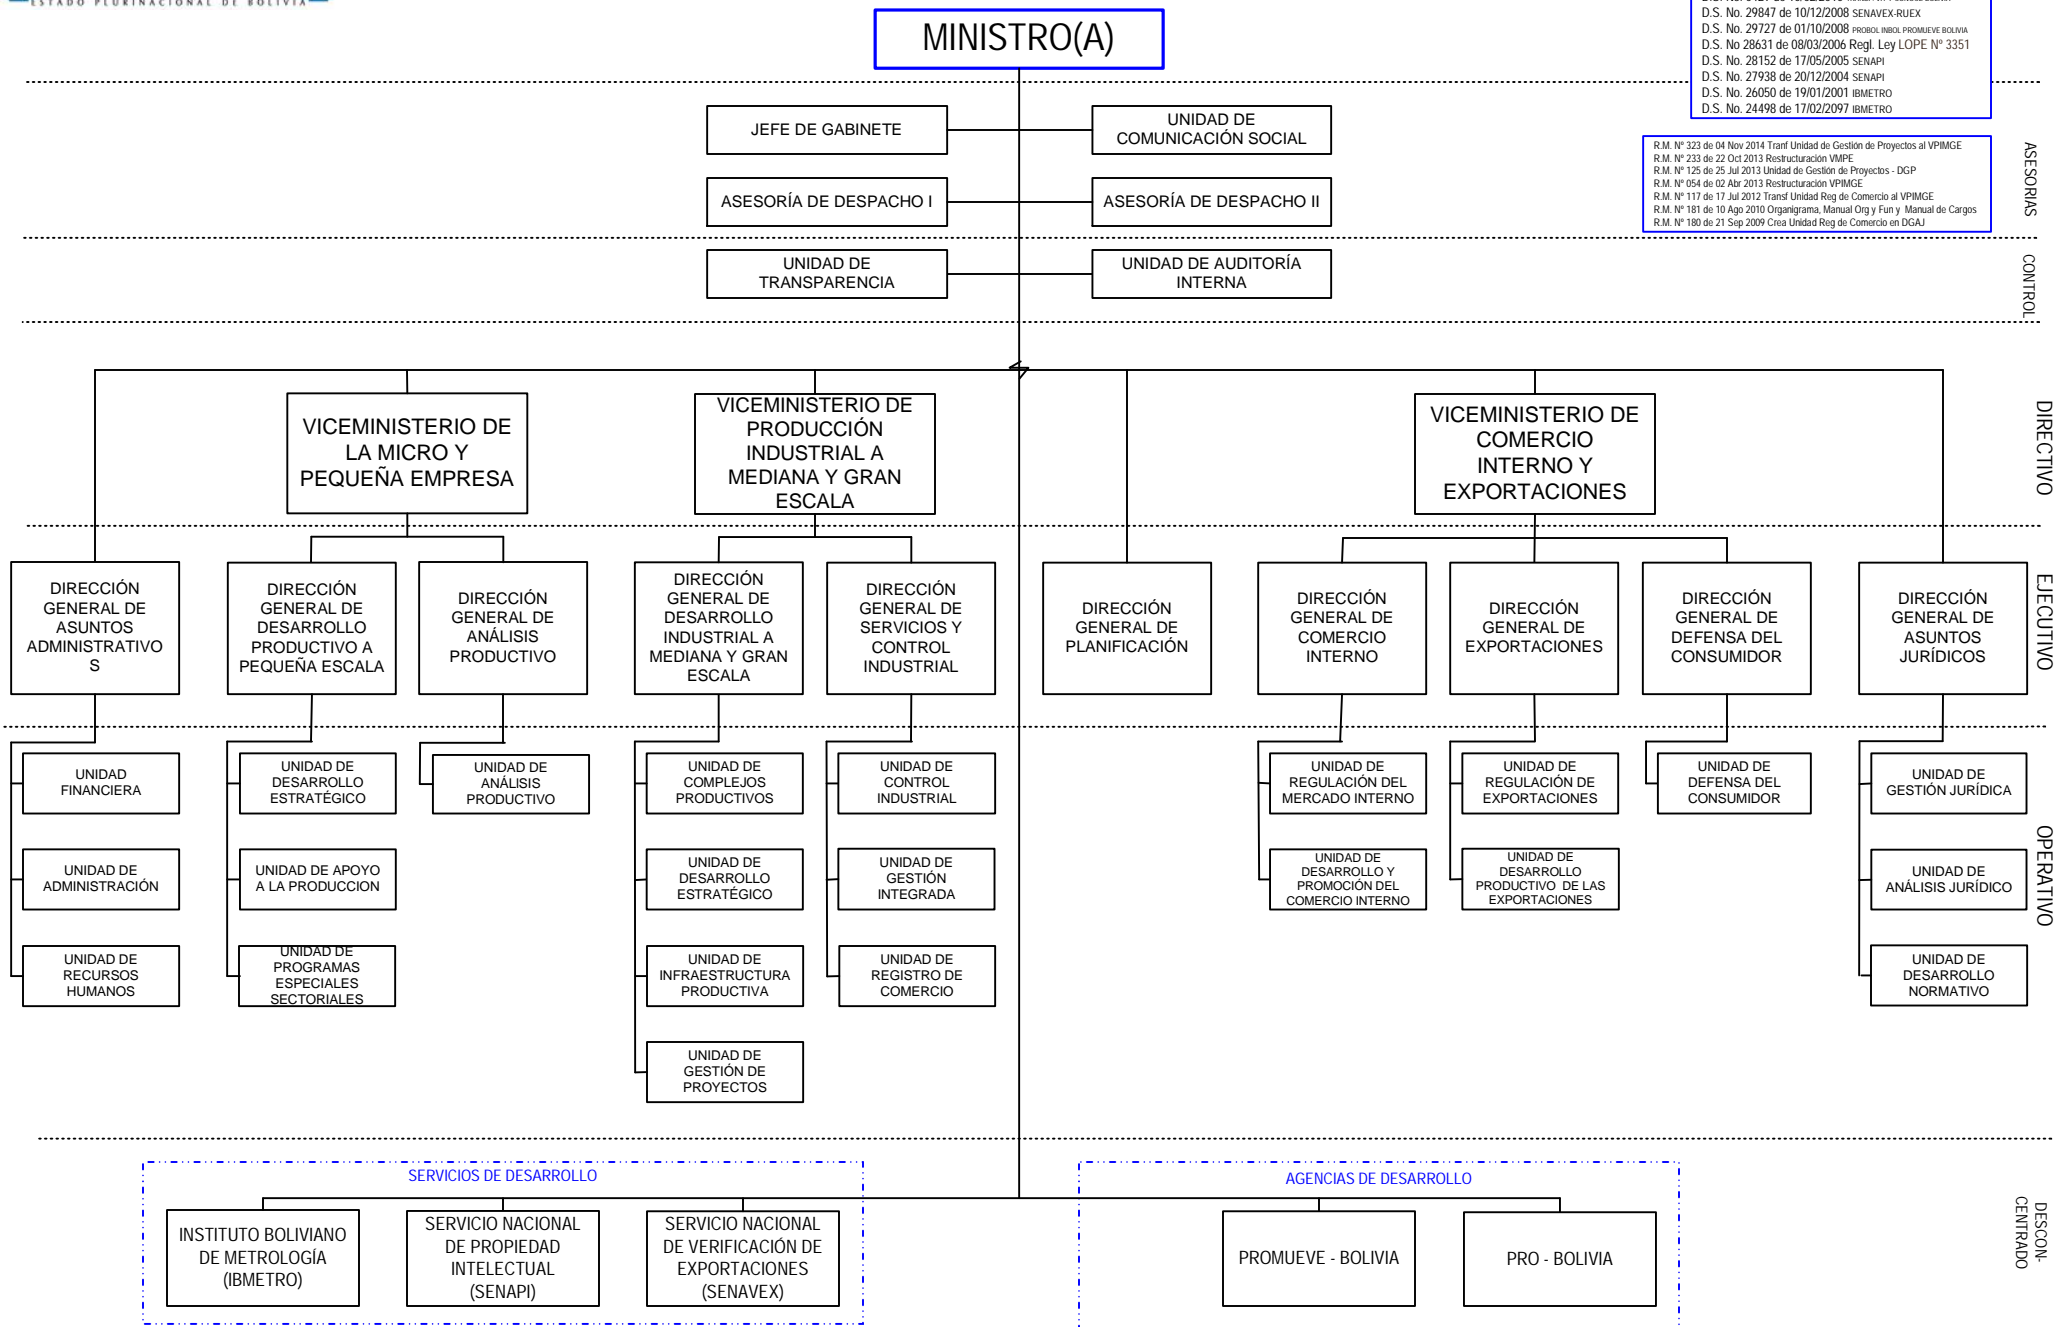 ESTADO PLURINACIONAL DE BOLIVIA
MINISTRO(A)
D.S. No. 29847 de 10/12/2008 SENAVEX-RUEX
D.S. No. 29727 de 01/10/2008 PROBOL INBOL PROMUEVE BOLIVIA
D.S. No 28631 de 08/03/2006 Regl. Ley LOPE Nº 3351
D.S. No. 28152 de 17/05/2005 SENAPI
D.S. No. 27938 de 20/12/2004 SENAPI
D.S. No. 26050 de 19/01/2001 IBMETRO
D.S. No. 24498 de 17/02/2097 IBMETRO
JEFE DE GABINETE
UNIDAD DE
COMUNICACIÓN SOCIAL
ASESORÍA DE DESPACHO I
ASESORÍA DE DESPACHO II
R.M. Nº 323 de 04 Nov 2014 Tranf Unidad de Gestión de Proyectos al VPIMGE
R.M. Nº 233 de 22 Oct 2013 Restructuración VMPE
R.M. Nº 125 de 25 Jul 2013 Unidad de Gestión de Proyectos - DGP
R.M. Nº 054 de 02 Abr 2013 Restructuración VPIMGE
R.M. Nº 117 de 17 Jul 2012 Transf Unidad Reg de Comercio al VPIMGE
R.M. Nº 181 de 10 Ago 2010 Organigrama, Manual Org y Fun y Manual de Cargos
R.M. Nº 180 de 21 Sep 2009 Crea Unidad Reg de Comercio en DGAJ
ASESORIAS
UNIDAD DE
TRANSPARENCIA
UNIDAD DE AUDITORÍA
INTERNA
CONTROL
VICEMINISTERIO DE
LA MICRO Y
PEQUEÑA EMPRESA
VICEMINISTERIO DE
PRODUCCIÓN
INDUSTRIAL A
MEDIANA Y GRAN
ESCALA
VICEMINISTERIO DE
COMERCIO
INTERNO Y
EXPORTACIONES
DIRECTIVO
DIRECCIÓN
GENERAL DE
ASUNTOS
ADMINISTRATIVO
S
DIRECCIÓN
GENERAL DE
DESARROLLO
PRODUCTIVO A
PEQUEÑA ESCALA
DIRECCIÓN
GENERAL DE
ANÁLISIS
PRODUCTIVO
DIRECCIÓN
GENERAL DE
DESARROLLO
INDUSTRIAL A
MEDIANA Y GRAN
ESCALA
DIRECCIÓN
GENERAL DE
SERVICIOS Y
CONTROL
INDUSTRIAL
DIRECCIÓN
GENERAL DE
PLANIFICACIÓN
DIRECCIÓN
GENERAL DE
COMERCIO
INTERNO
DIRECCIÓN
GENERAL DE
EXPORTACIONES
DIRECCIÓN
GENERAL DE
DEFENSA DEL
CONSUMIDOR
DIRECCIÓN
GENERAL DE
ASUNTOS
JURÍDICOS
EJECUTIVO
UNIDAD
FINANCIERA
UNIDAD DE
DESARROLLO
ESTRATÉGICO
UNIDAD DE
ANÁLISIS
PRODUCTIVO
UNIDAD DE
COMPLEJOS
PRODUCTIVOS
UNIDAD DE
CONTROL
INDUSTRIAL
UNIDAD DE
REGULACIÓN DEL
MERCADO INTERNO
UNIDAD DE
REGULACIÓN DE
EXPORTACIONES
UNIDAD DE
DEFENSA DEL
CONSUMIDOR
UNIDAD DE
GESTIÓN JURÍDICA
UNIDAD DE
ADMINISTRACIÓN
UNIDAD DE APOYO
A LA PRODUCCION
UNIDAD DE
DESARROLLO
ESTRATÉGICO
UNIDAD DE
GESTIÓN
INTEGRADA
UNIDAD DE
DESARROLLO Y
PROMOCIÓN DEL
COMERCIO INTERNO
UNIDAD DE
DESARROLLO
PRODUCTIVO DE LAS
EXPORTACIONES
UNIDAD DE
ANÁLISIS JURÍDICO
OPERATIVO
UNIDAD DE
RECURSOS
HUMANOS
UNIDAD DE
PROGRAMAS
ESPECIALES
SECTORIALES
UNIDAD DE
INFRAESTRUCTURA
PRODUCTIVA
UNIDAD DE
REGISTRO DE
COMERCIO
UNIDAD DE
DESARROLLO
NORMATIVO
UNIDAD DE
GESTIÓN DE
PROYECTOS
SERVICIOS DE DESARROLLO
INSTITUTO BOLIVIANO
DE METROLOGÍA
(IBMETRO)
SERVICIO NACIONAL
DE PROPIEDAD
INTELECTUAL
(SENAPI)
SERVICIO NACIONAL
DE VERIFICACIÓN DE
EXPORTACIONES
(SENAVEX)
AGENCIAS DE DESARROLLO
PROMUEVE - BOLIVIA
PRO - BOLIVIA
DESCON-
CENTRADO